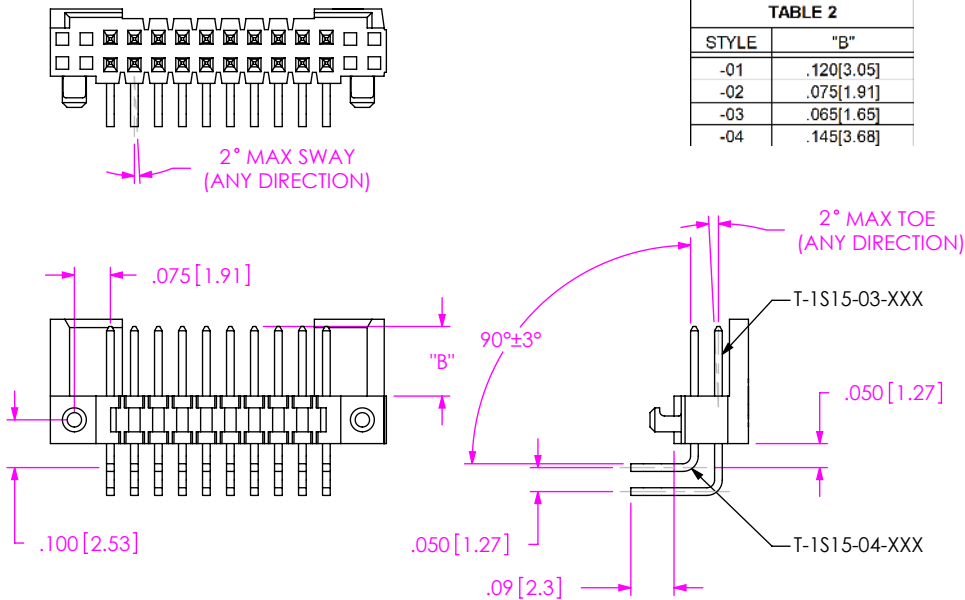 TABLE 2
STYLE "B"
-01 .120[3.05]
-02 .075[1.91]
-03 .065[1.65]
-04 .145[3.68]
2° MAX SWAY
(ANY DIRECTION)
2° MAX TOE
(ANY DIRECTION)
.075[1.91]
T-1S15-03-XXX
90°±3°
"B"
.050[1.27]
.100[2.53]
.050[1.27]
T-1S15-04-XXX
.09[2.3]